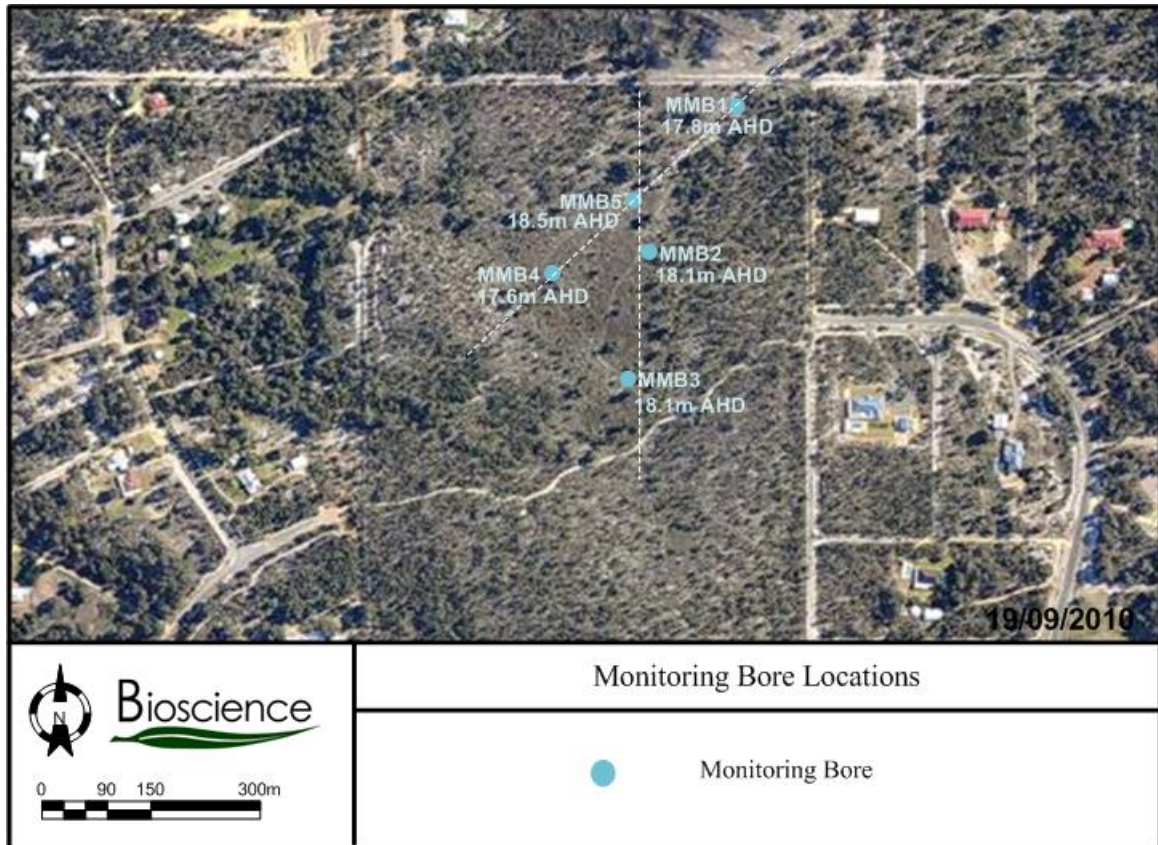 MMB1
17.8m AHD
MMB5
18.5m AHD
MMB2
18.1m AHD
MMB4
17.6m AHD
MMB3
18.1m AHD
19/09/2010
N
Bioscience
0 90 150 300m
Monitoring Bore Locations
Monitoring Bore